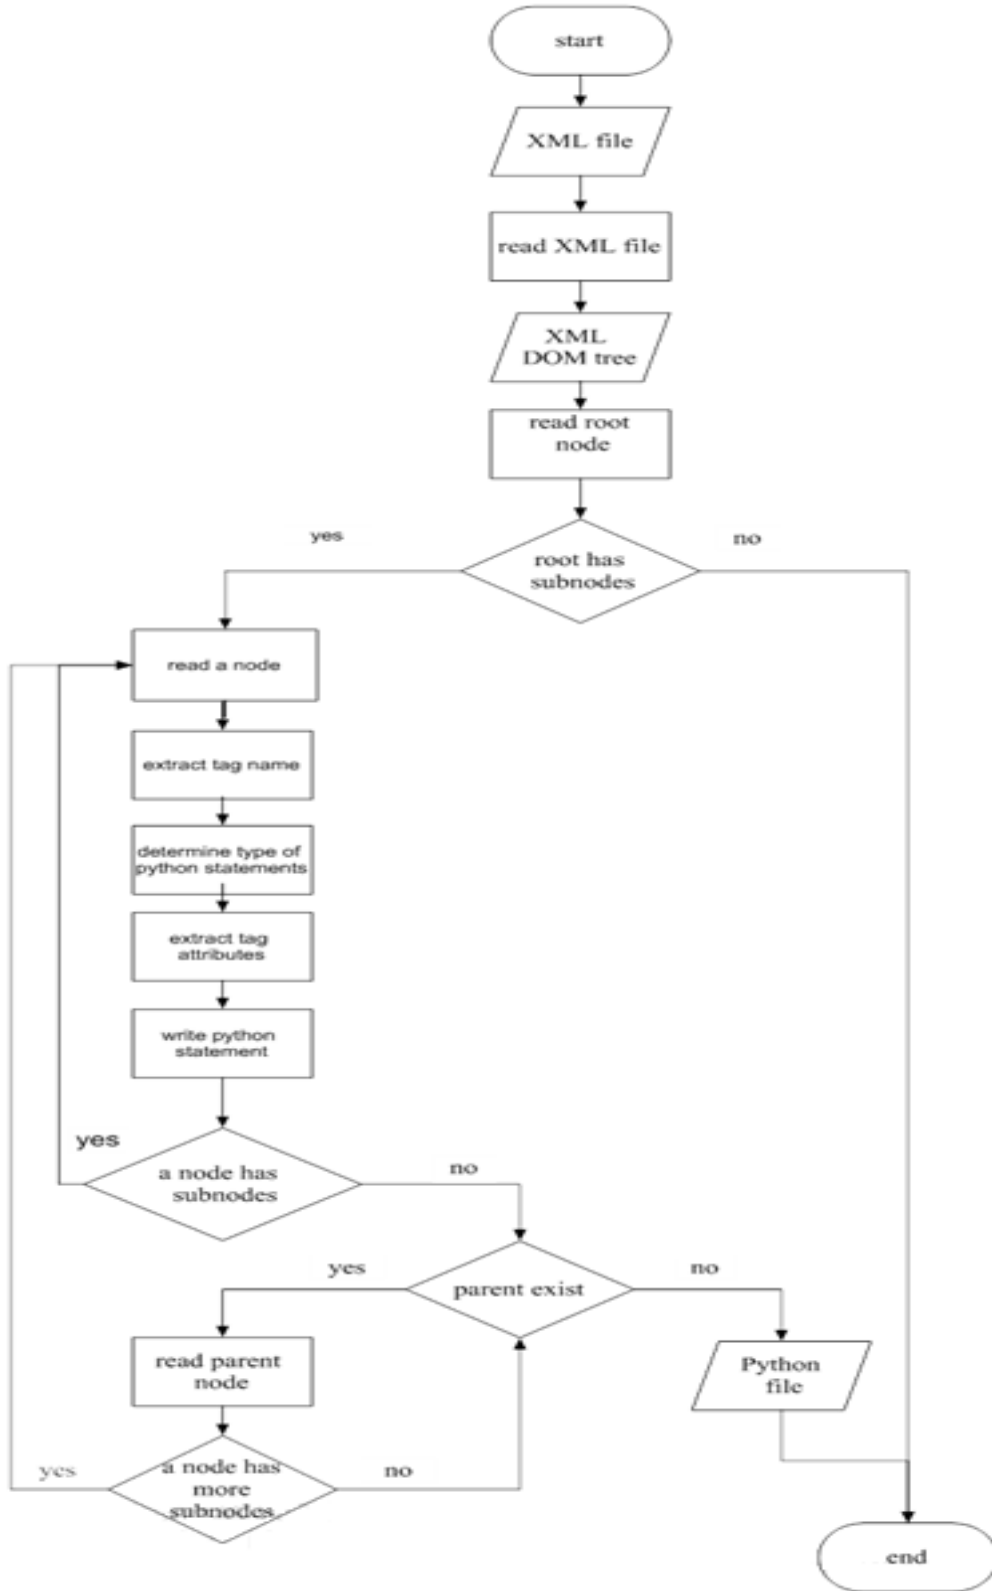 start
XML file
read XML file
XML
DOM tree
read root
node
yes
no
root has
subnodes
read a node
extract tag name
determine type of
python statements
extract tag
attributes
write python
statement
yes
a node has
subnodes
no
yes
parent exist
no
read parent
node
Python
file
yes
a node has
more
subnodes
no
end